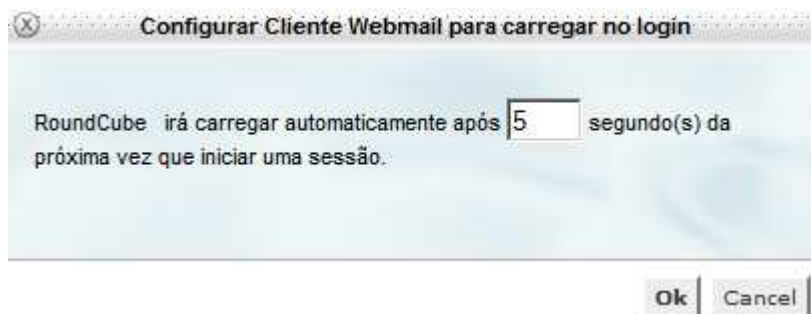 Configurar Cliente Webmail para carregar no login
RoundCube irá carregar automaticamente após 5 segundo(s) da
próxima vez que iniciar uma sessão.
Ok Cancel